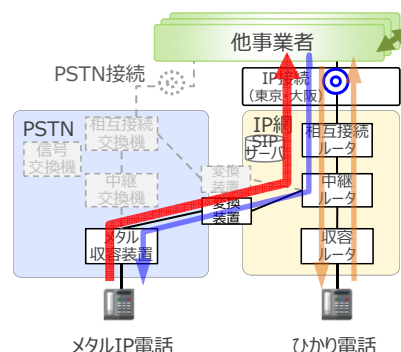 他事業者
PSTN接続
IP接続
(東京・大阪)
PSTN
相互接続
交換機
信号
交換機
中継
交換機
メタル
収容装置
変換
装置
変換
装置
IP網
SIP
サーバ
相互接続
ルータ
中継
ルータ
収容
ルータ
メタルIP電話
ひかり電話